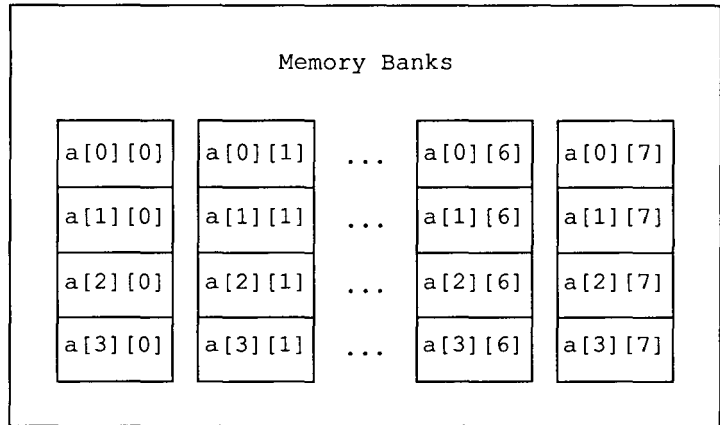 Memory Banks
a[0][0] a[0][1] ... a[0][6] a[0][7]
a[1][0] a[1][1] ... a[1][6] a[1][7]
a[2][0] a[2][1] ... a[2][6] a[2][7]
a[3][0] a[3][1] ... a[3][6] a[3][7]